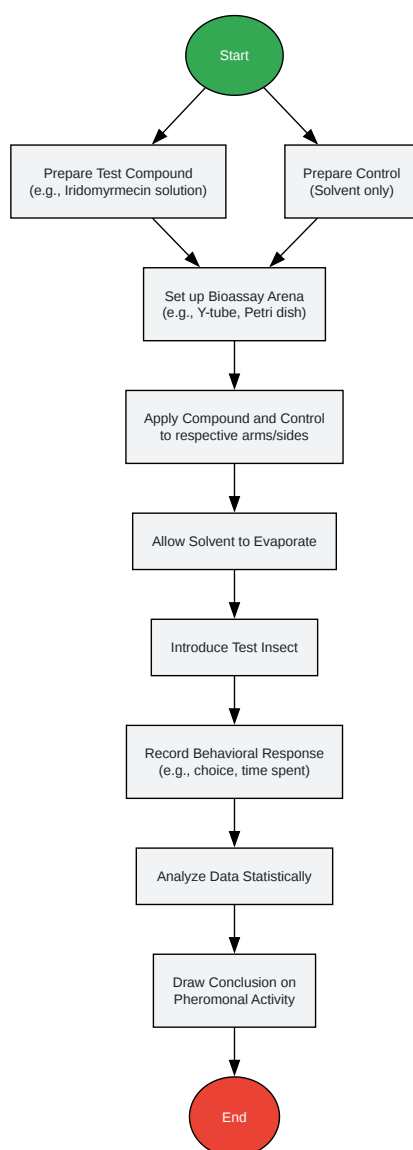 Start
Prepare Test Compound
(e.g., Iridomyrmecin solution)
Prepare Control
(Solvent only)
Set up Bioassay Arena
(e.g., Y-tube, Petri dish)
Apply Compound and Control
to respective arms/sides
Allow Solvent to Evaporate
Introduce Test Insect
Record Behavioral Response
(e.g., choice, time spent)
Analyze Data Statistically
Draw Conclusion on
Pheromonal Activity
End